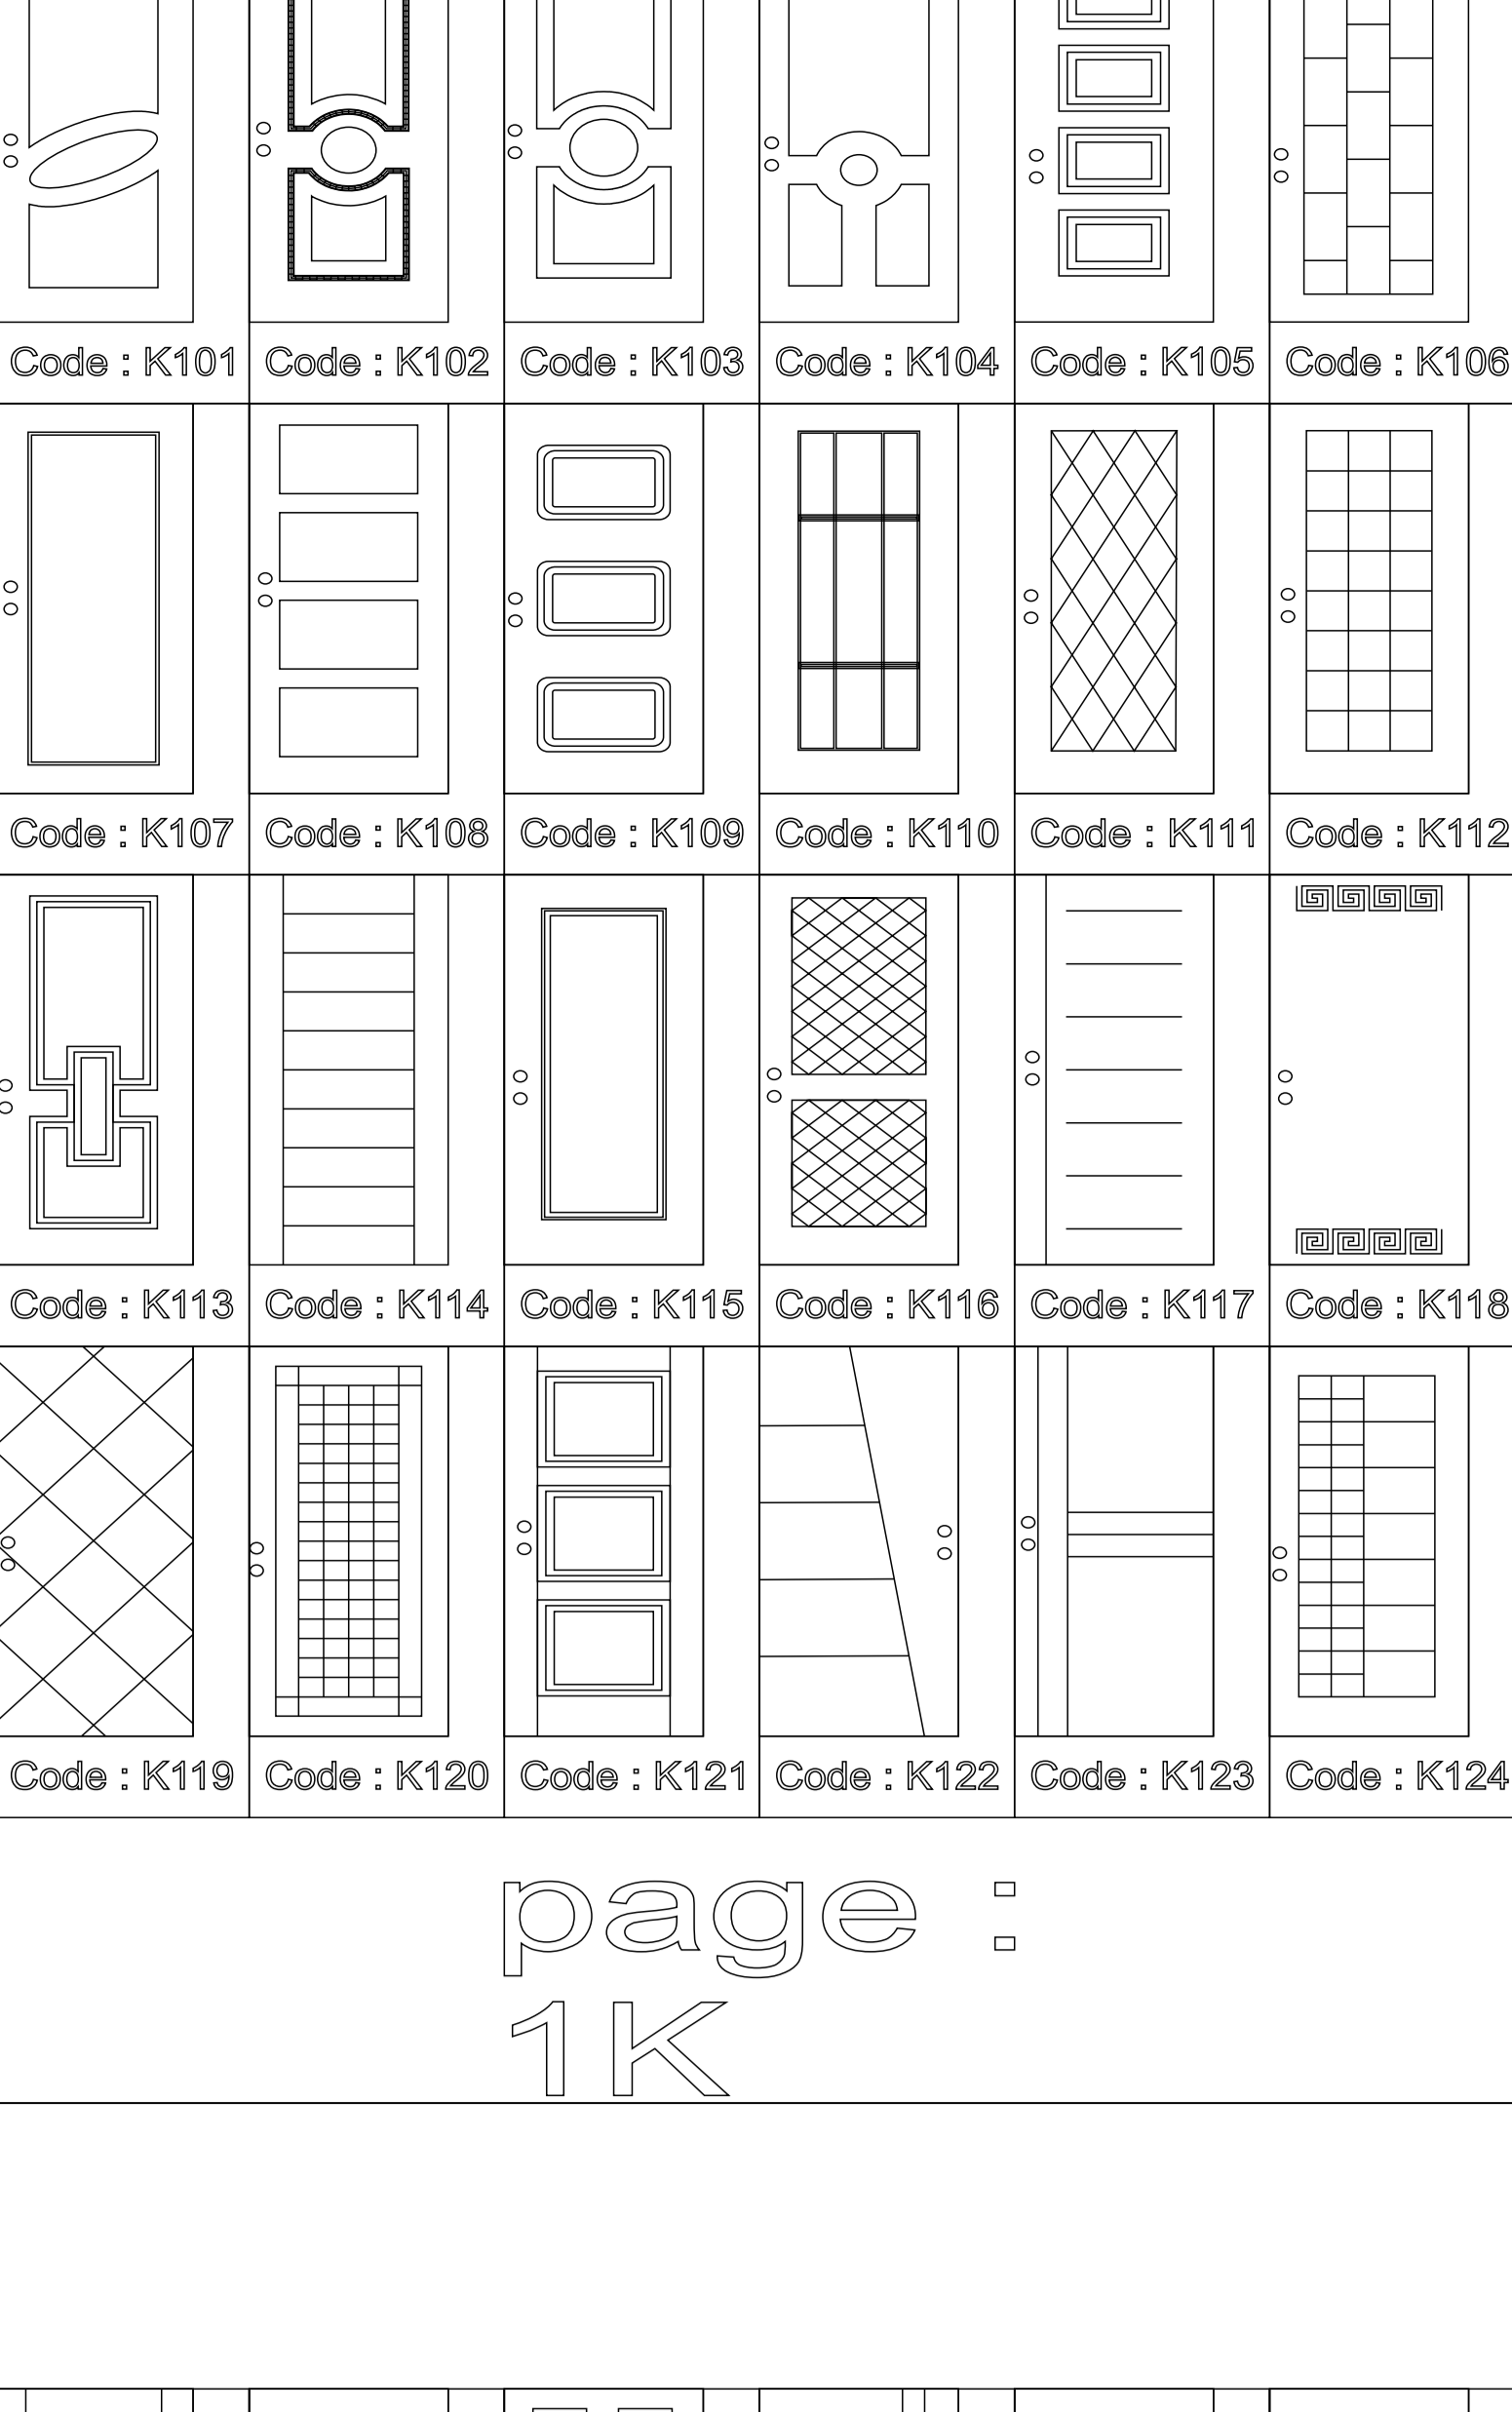 Code : K101
Code : K102
Code : K103
Code : K104
Code : K105
Code : K106
Code : K107
Code : K108
Code : K109
Code : K110
Code : K111
Code : K112
Code : K113
Code : K114
Code : K115
Code : K116
Code : K117
Code : K118
Code : K119
Code : K120
Code : K121
Code : K122
Code : K123
Code : K124
page :
1K